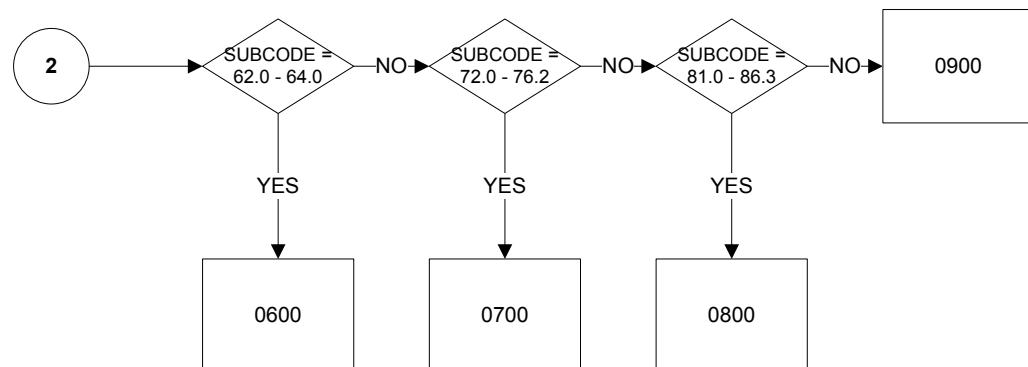 2
SUBCODE =
62.0 - 64.0
NO
SUBCODE =
72.0 - 76.2
NO
SUBCODE =
81.0 - 86.3
NO
0900
YES
YES
YES
0600
0700
0800